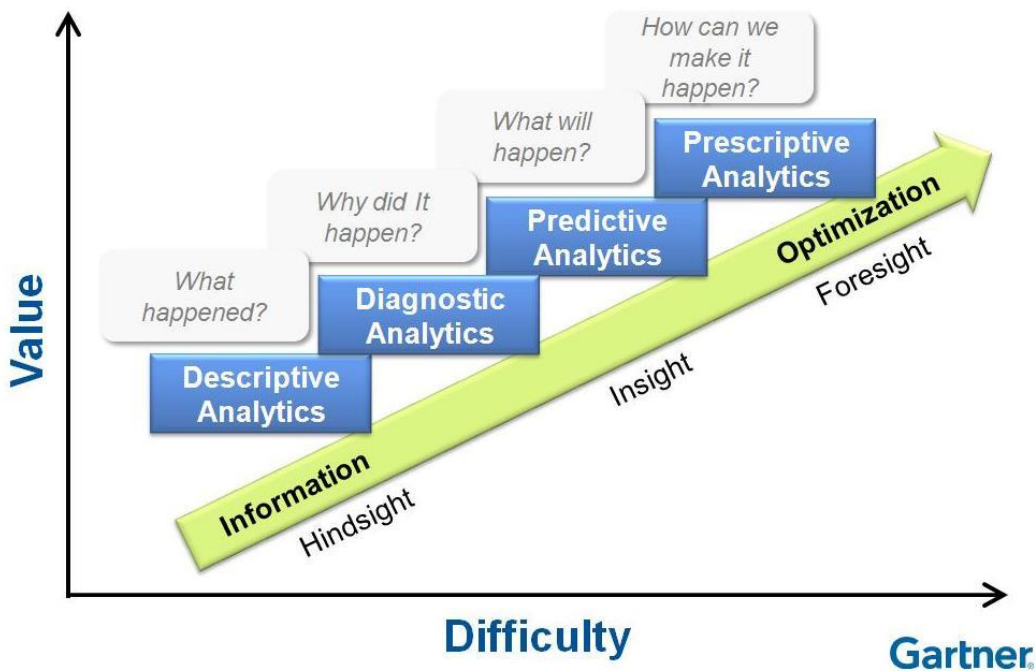 How can we
make it
happen?
What will
happen?
Prescriptive
Analytics
Why did It
happen?
Predictive
Analytics
Optimization
Foresight
What
happened?
Diagnostic
Analytics
Insight
Descriptive
Analytics
Information
Hindsight
Value
Difficulty
Gartner®